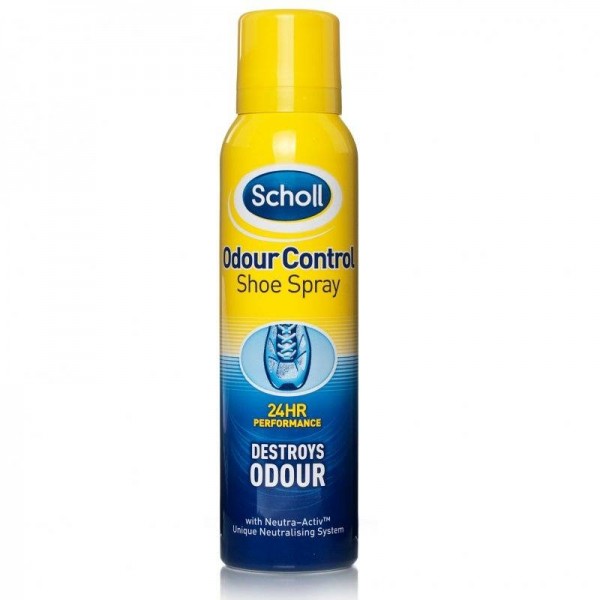 Scholl
Odour Control
Shoe Spray
24HR
PERFORMANCE
DESTROYS
ODOUR
with Neutra-Activ™
Unique Neutralising System